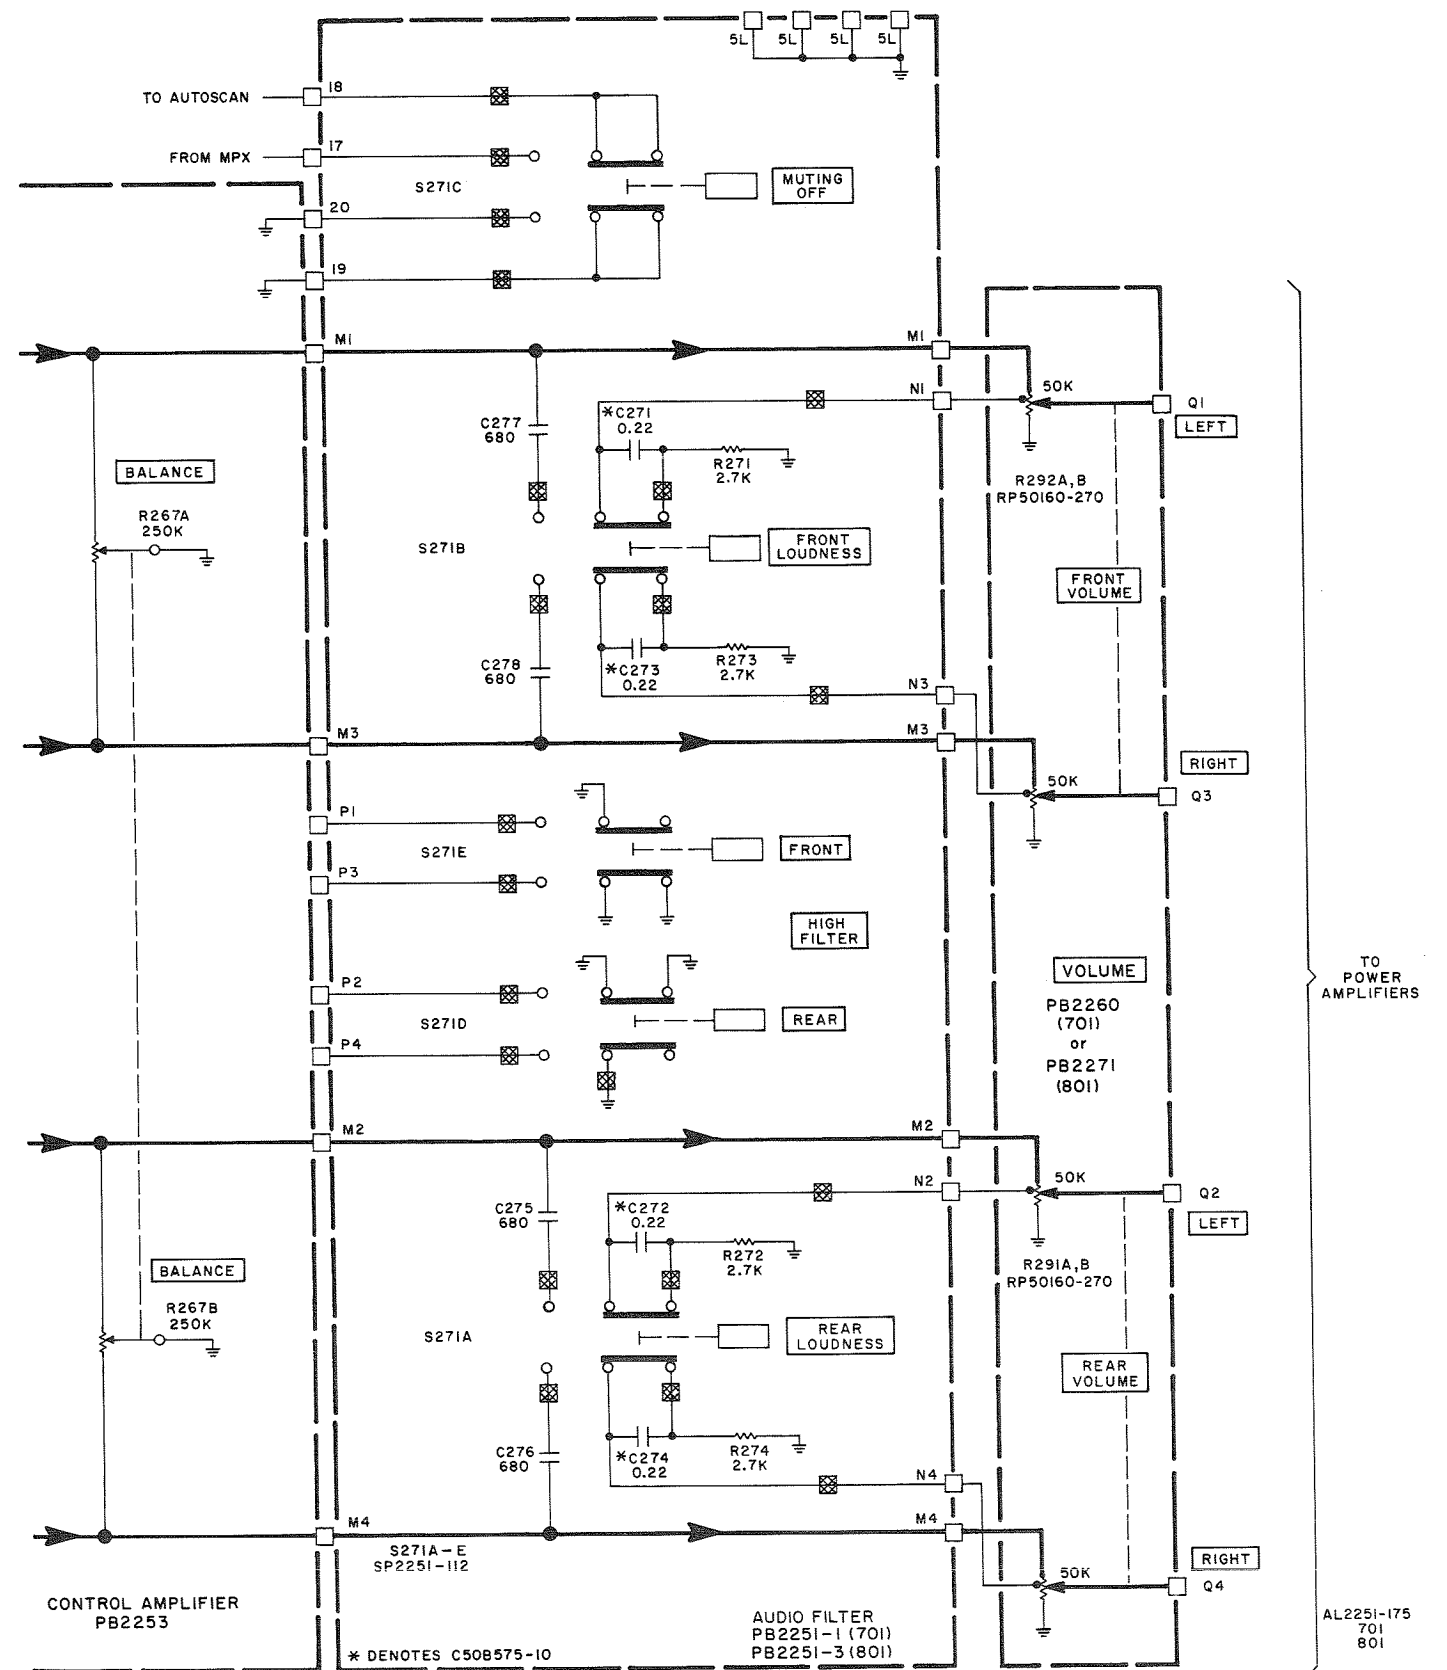 5L 5L 5L 5L
TO AUTOSCAN
18
FROM MPX
17
S271C
MUTING
OFF
20
19
M1
M1
N1
50K
Q1
LEFT
*C271
0.22
C277
680
R271
2.7K
BALANCE
R267A
250K
R292A,B
RP50160-270
S271B
FRONT
LOUDNESS
FRONT
VOLUME
C278
680
*C273
0.22
R273
2.7K
N3
M3
M3
RIGHT
50K
Q3
P1
S271E
FRONT
P3
HIGH
FILTER
P2
S271D
REAR
P4
VOLUME
PB2260
(701)
or
PB2271
(801)
TO
POWER
AMPLIFIERS
M2
M2
N2
50K
Q2
LEFT
C275
680
*C272
0.22
R272
2.7K
R291A,B
RP50160-270
BALANCE
R267B
250K
S271A
REAR
LOUDNESS
REAR
VOLUME
C276
680
*C274
0.22
R274
2.7K
N4
M4
M4
S271A-E
SP2251-112
50K
RIGHT
Q4
CONTROL AMPLIFIER
PB2253
* DENOTES C50B575-10
AUDIO FILTER
PB2251-1 (701)
PB2251-3 (801)
AL2251-175
701
801